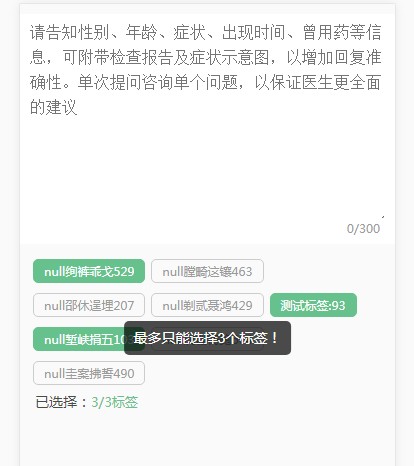 请告知性别、年龄、症状、出现时间、曾用药等信
息，可附带检查报告及症状示意图，以增加回复准
确性。单次提问咨询单个问题，以保证医生更全面
的建议
0/300
null绚裤乖戈529 null膛畸这镶463
null邵休逞埋207 null剃贰聂鸿429 测试标签:93
null堑峡捐五10
最多只能选择3个标签！
null圭案拂誓490
已选择：3/3标签